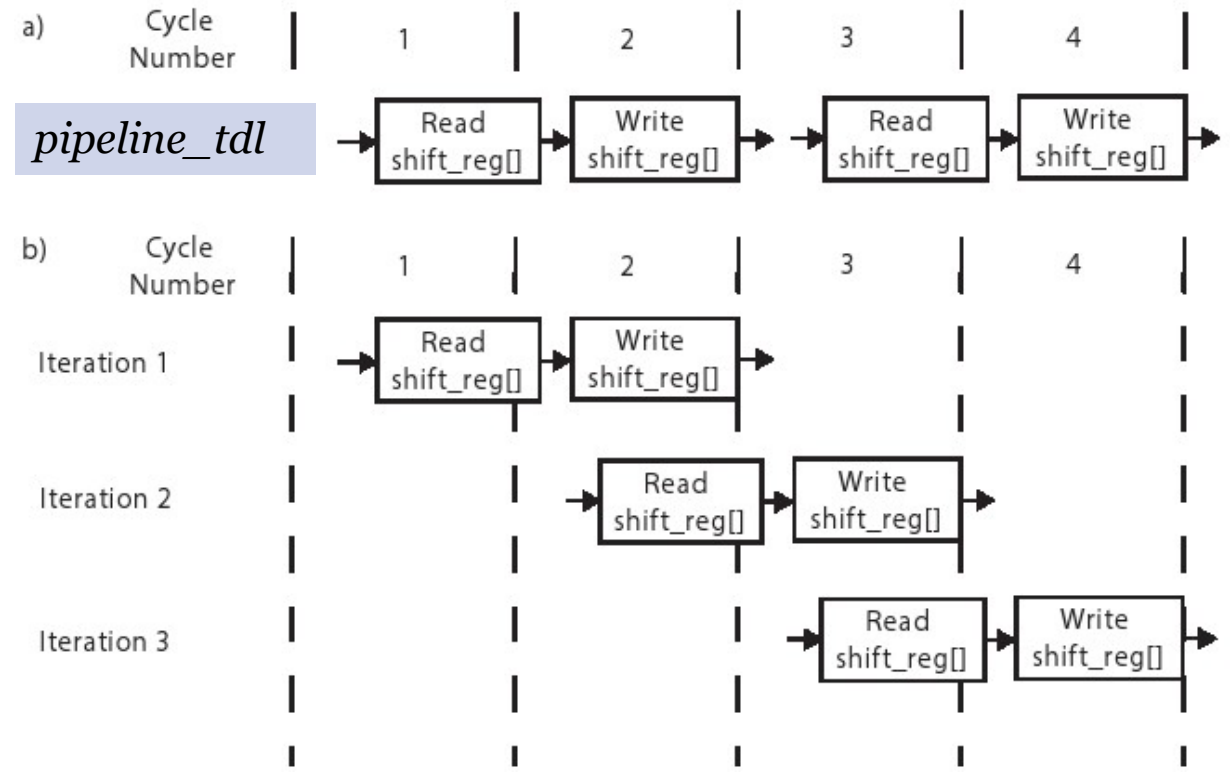 a) Cycle Number 1 2 3 4
pipeline_tdl
Read shift_reg[] Write shift_reg[] Read shift_reg[] Write shift_reg[]
b) Cycle Number 1 2 3 4
Iteration 1 Read shift_reg[] Write shift_reg[]
Iteration 2 Read shift_reg[] Write shift_reg[]
Iteration 3 Read shift_reg[] Write shift_reg[]